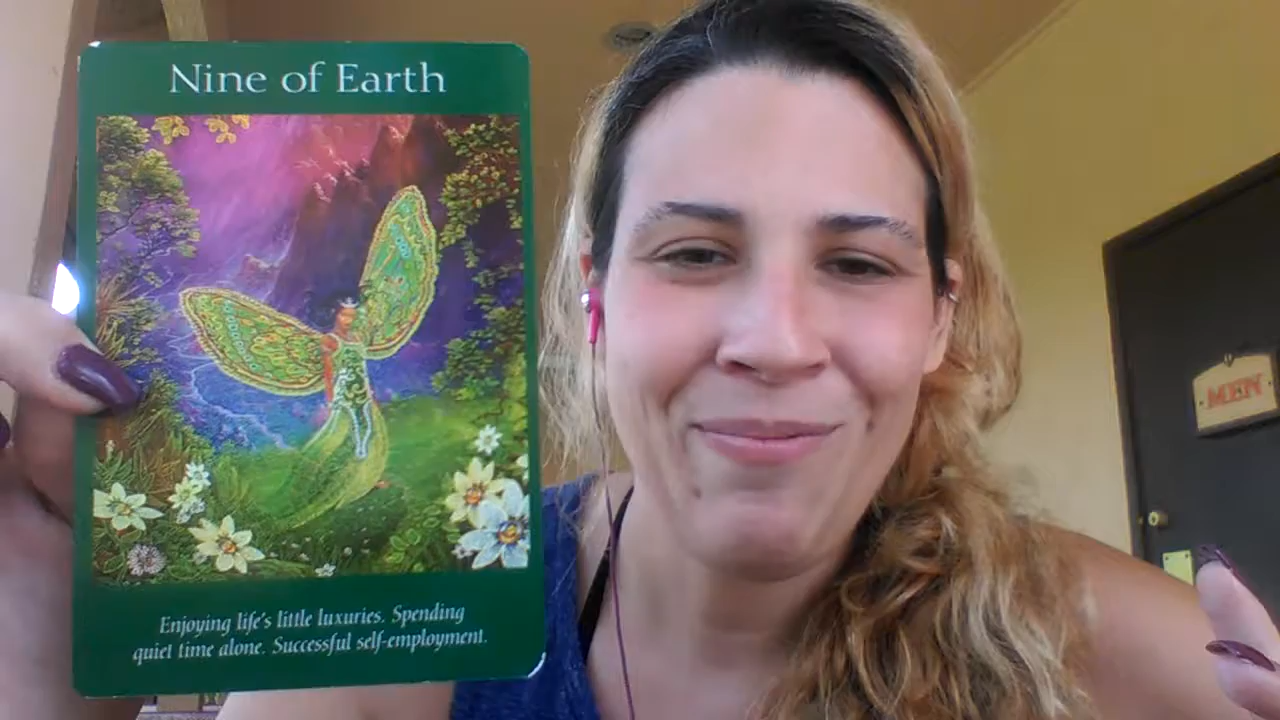 Nine of Earth
Enjoying life's little luxuries. Spending
quiet time alone. Successful self-employment.
MEN